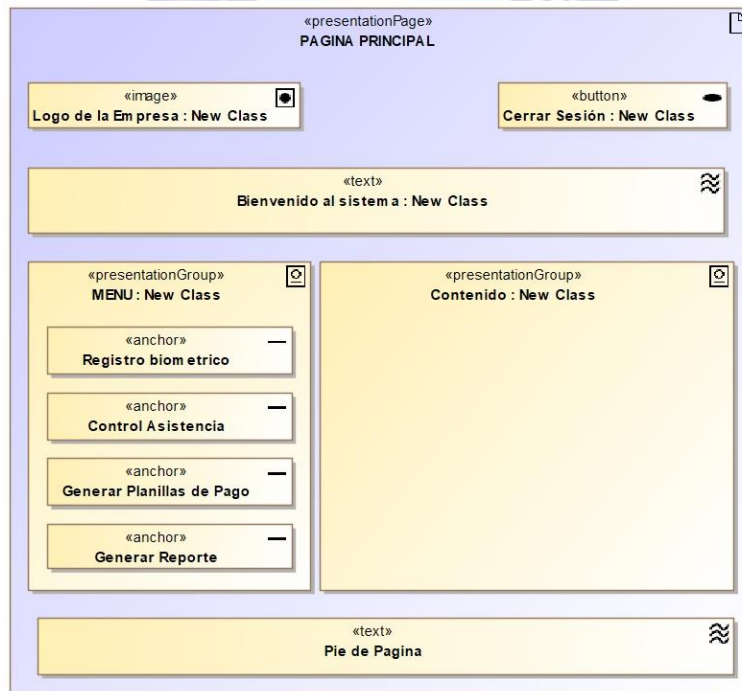 «presentationPage»
PAGINA PRINCIPAL
«image»
Logo de la Empresa : New Class
«button»
Cerrar Sesión : New Class
«text»
Bienvenido al sistema : New Class
«presentationGroup»
MENU : New Class
«anchor»
Registro biometrico
«anchor»
Control Asistencia
«anchor»
Generar Planillas de Pago
«anchor»
Generar Reporte
«presentationGroup»
Contenido : New Class
«text»
Pie de Pagina